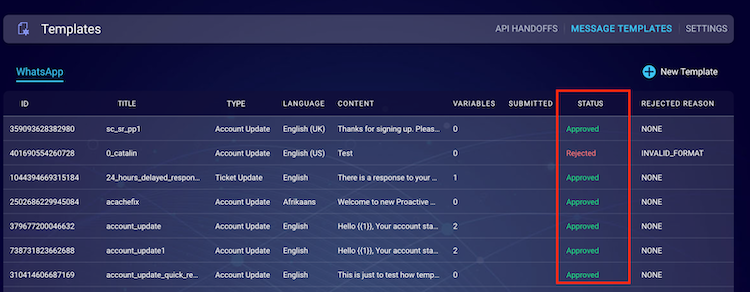 Templates API HANDOFFS MESSAGE TEMPLATES SETTINGS
WhatsApp New Template
ID TITLE TYPE LANGUAGE CONTENT VARIABLES SUBMITTED STATUS REJECTED REASON
359093628382980 sc_sr_pp1 Account Update English (UK) Thanks for signing up. Pleas... 0 Approved NONE
401690554260728 0_catalin Account Update English (US) Test 0 Rejected INVALID_FORMAT
1044394669315184 24_hours_delayed_respon... Ticket Update English There is a response to your ... 1 Approved NONE
2502686229945084 acachefix Account Update Afrikaans Welcome to new Proactive ... 0 Approved NONE
379677200046632 account_update Account Update English Hello {{1}}, Your account sta... 2 Approved NONE
738731823662688 account_update1 Account Update English Hello {{1}}, Your account sta... 2 Approved NONE
310414606687169 account_update_quick_re... Account Update English This is just to test how temp... 0 Approved NONE